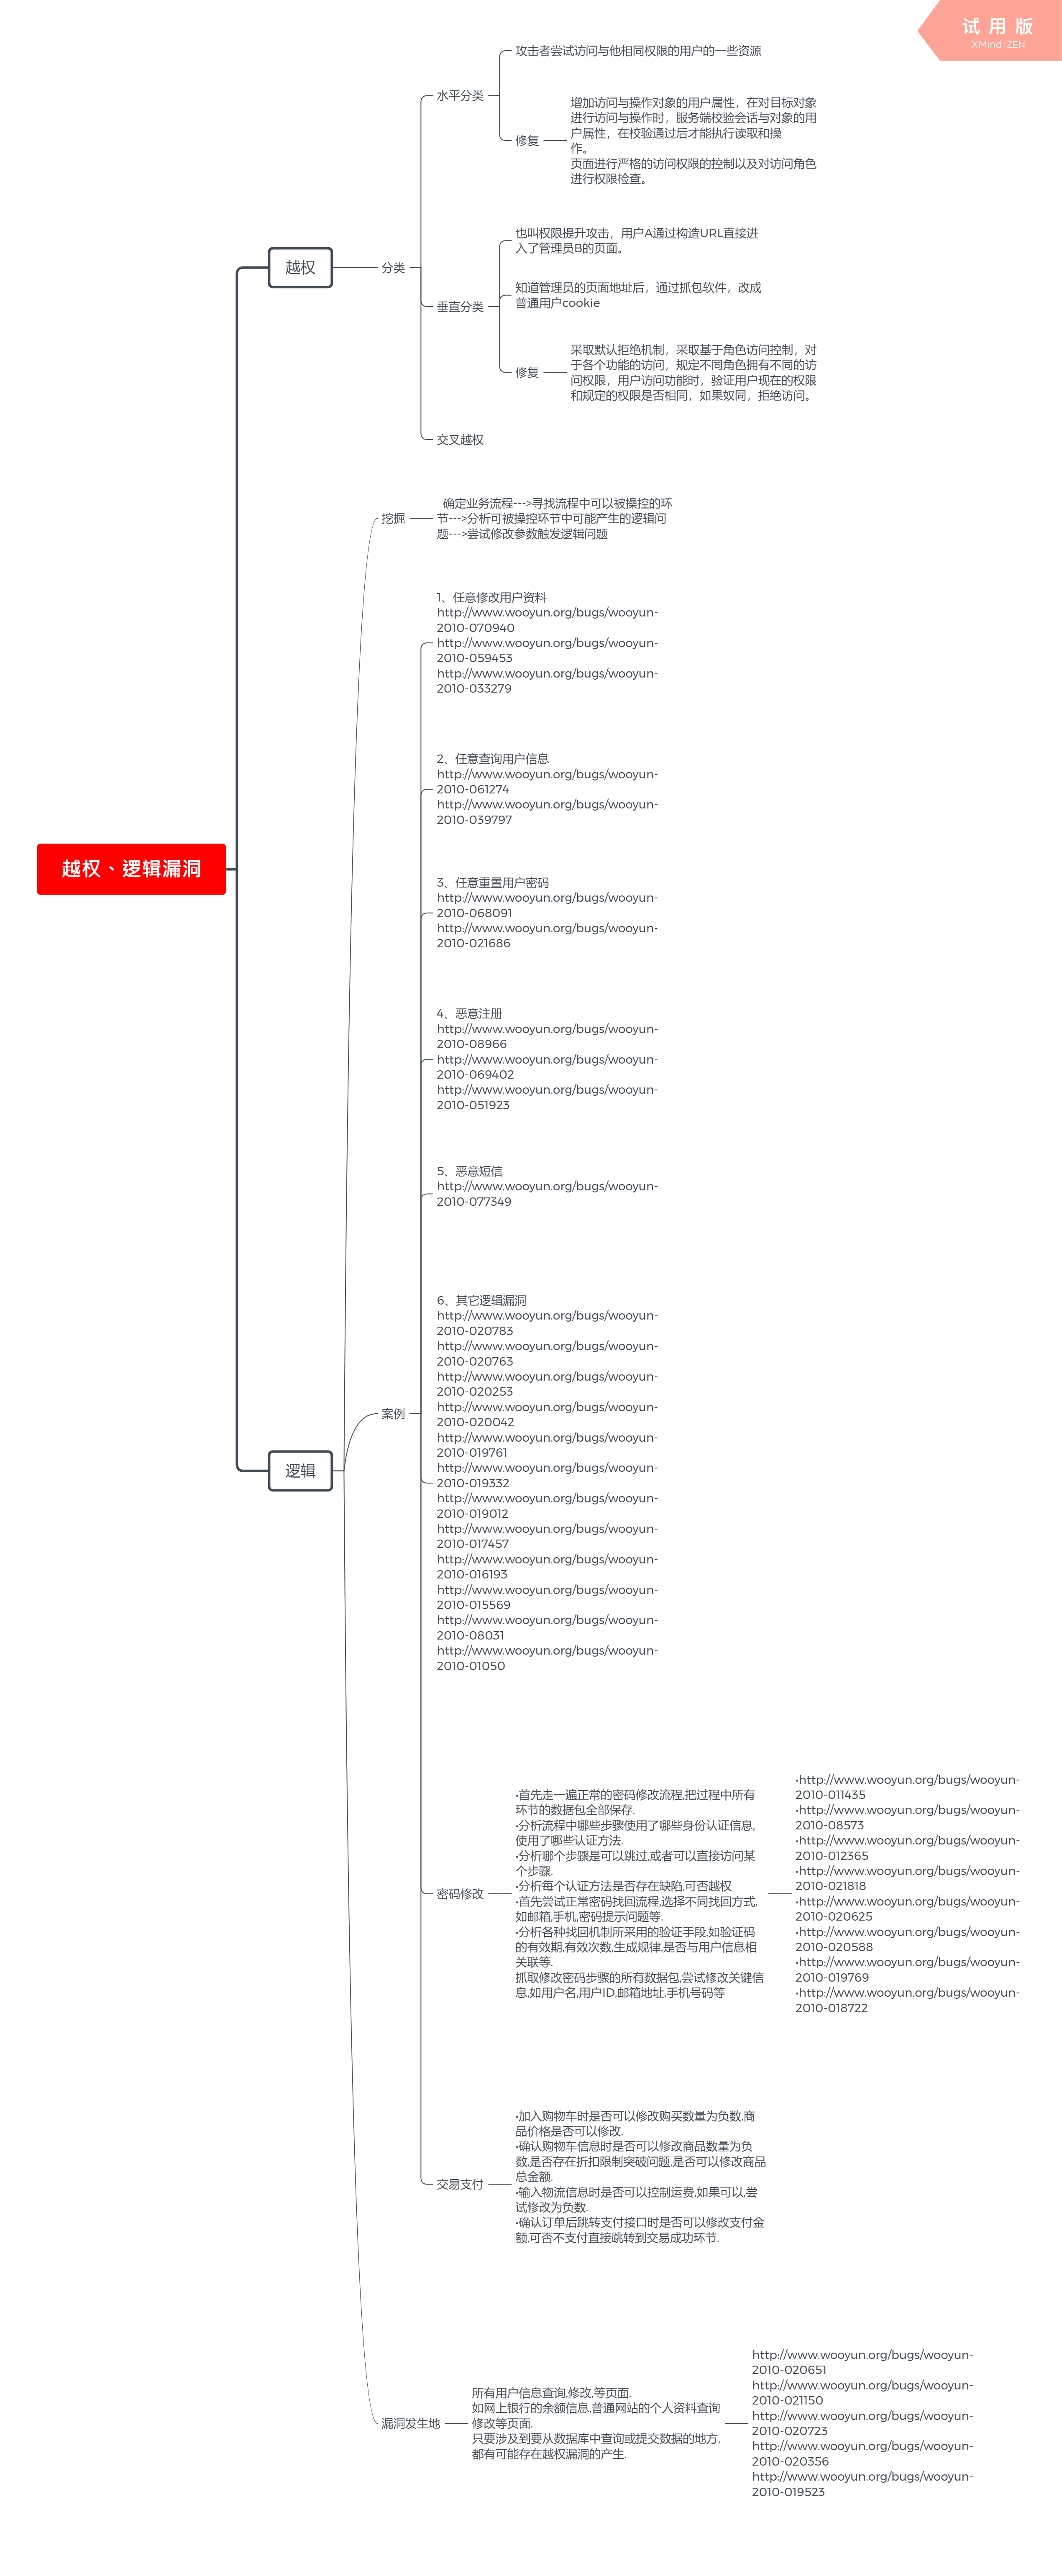 试用版
XMind:ZEN
越权、逻辑漏洞
越权
分类
水平分类
攻击者尝试访问与他相同权限的用户的一些资源
修复
增加访问与操作对象的用户属性，在对目标对象
进行访问与操作时，服务端校验会话与对象的用
户属性，在校验通过后才能执行读取和操
作。
页面进行严格的访问权限的控制以及对访问角色
进行权限检查。
垂直分类
也叫权限提升攻击，用户A通过构造URL直接进
入了管理员B的页面。
知道管理员的页面地址后，通过抓包软件，改成
普通用户cookie
修复
采取默认拒绝机制，采取基于角色访问控制，对
于各个功能的访问，规定不同角色拥有不同的访
问权限，用户访问功能时，验证用户现在的权限
和规定的权限是否相同，如果奴同，拒绝访问。
交叉越权
逻辑
挖掘
确定业务流程--->寻找流程中可以被操控的环
节--->分析可被操控环节中可能产生的逻辑问
题--->尝试修改参数触发逻辑问题
案例
1、任意修改用户资料
http://www.wooyun.org/bugs/wooyun-
2010-070940
http://www.wooyun.org/bugs/wooyun-
2010-059453
http://www.wooyun.org/bugs/wooyun-
2010-033279
2、任意查询用户信息
http://www.wooyun.org/bugs/wooyun-
2010-061274
http://www.wooyun.org/bugs/wooyun-
2010-039797
3、任意重置用户密码
http://www.wooyun.org/bugs/wooyun-
2010-068091
http://www.wooyun.org/bugs/wooyun-
2010-021686
4、恶意注册
http://www.wooyun.org/bugs/wooyun-
2010-08966
http://www.wooyun.org/bugs/wooyun-
2010-069402
http://www.wooyun.org/bugs/wooyun-
2010-051923
5、恶意短信
http://www.wooyun.org/bugs/wooyun-
2010-077349
6、其它逻辑漏洞
http://www.wooyun.org/bugs/wooyun-
2010-020783
http://www.wooyun.org/bugs/wooyun-
2010-020763
http://www.wooyun.org/bugs/wooyun-
2010-020253
http://www.wooyun.org/bugs/wooyun-
2010-020042
http://www.wooyun.org/bugs/wooyun-
2010-019761
http://www.wooyun.org/bugs/wooyun-
2010-019332
http://www.wooyun.org/bugs/wooyun-
2010-019012
http://www.wooyun.org/bugs/wooyun-
2010-017457
http://www.wooyun.org/bugs/wooyun-
2010-016193
http://www.wooyun.org/bugs/wooyun-
2010-015569
http://www.wooyun.org/bugs/wooyun-
2010-08031
http://www.wooyun.org/bugs/wooyun-
2010-01050
密码修改
•首先走一遍正常的密码修改流程,把过程中所有
环节的数据包全部保存.
•分析流程中哪些步骤使用了哪些身份认证信息,
使用了哪些认证方法.
•分析哪个步骤是可以跳过,或者可以直接访问某
个步骤.
•分析每个认证方法是否存在缺陷,可否越权
•首先尝试正常密码找回流程,选择不同找回方式,
如邮箱,手机,密码提示问题等.
•分析各种找回机制所采用的验证手段,如验证码
的有效期,有效次数,生成规律,是否与用户信息相
关联等.
抓取修改密码步骤的所有数据包,尝试修改关键信
息,如用户名,用户ID,邮箱地址,手机号码等
•http://www.wooyun.org/bugs/wooyun-
2010-011435
•http://www.wooyun.org/bugs/wooyun-
2010-08573
•http://www.wooyun.org/bugs/wooyun-
2010-012365
•http://www.wooyun.org/bugs/wooyun-
2010-021818
•http://www.wooyun.org/bugs/wooyun-
2010-020625
•http://www.wooyun.org/bugs/wooyun-
2010-020588
•http://www.wooyun.org/bugs/wooyun-
2010-019769
•http://www.wooyun.org/bugs/wooyun-
2010-018722
交易支付
•加入购物车时是否可以修改购买数量为负数,商
品价格是否可以修改.
•确认购物车信息时是否可以修改商品数量为负
数,是否存在折扣限制突破问题,是否可以修改商品
总金额.
•输入物流信息时是否可以控制运费,如果可以,尝
试修改为负数.
•确认订单后跳转支付接口时是否可以修改支付金
额,可否不支付直接跳转到交易成功环节.
漏洞发生地
所有用户信息查询,修改,等页面.
如网上银行的余额信息,普通网站的个人资料查询
修改等页面.
只要涉及到要从数据库中查询或提交数据的地方,
都有可能存在越权漏洞的产生.
http://www.wooyun.org/bugs/wooyun-
2010-020651
http://www.wooyun.org/bugs/wooyun-
2010-021150
http://www.wooyun.org/bugs/wooyun-
2010-020723
http://www.wooyun.org/bugs/wooyun-
2010-020356
http://www.wooyun.org/bugs/wooyun-
2010-019523